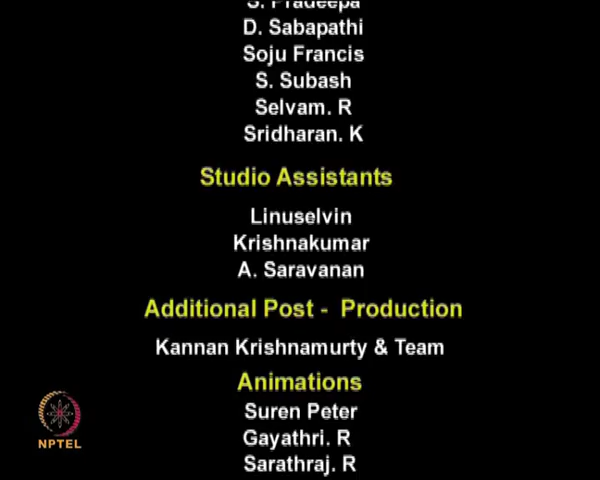 S. Pradeepa
D. Sabapathi
Soju Francis
S. Subash
Selvam. R
Sridharan. K
Studio Assistants
Linuselvin
Krishnakumar
A. Saravanan
Additional Post - Production
Kannan Krishnamurty & Team
Animations
Suren Peter
Gayathri. R
Sarathraj. R
NPTEL